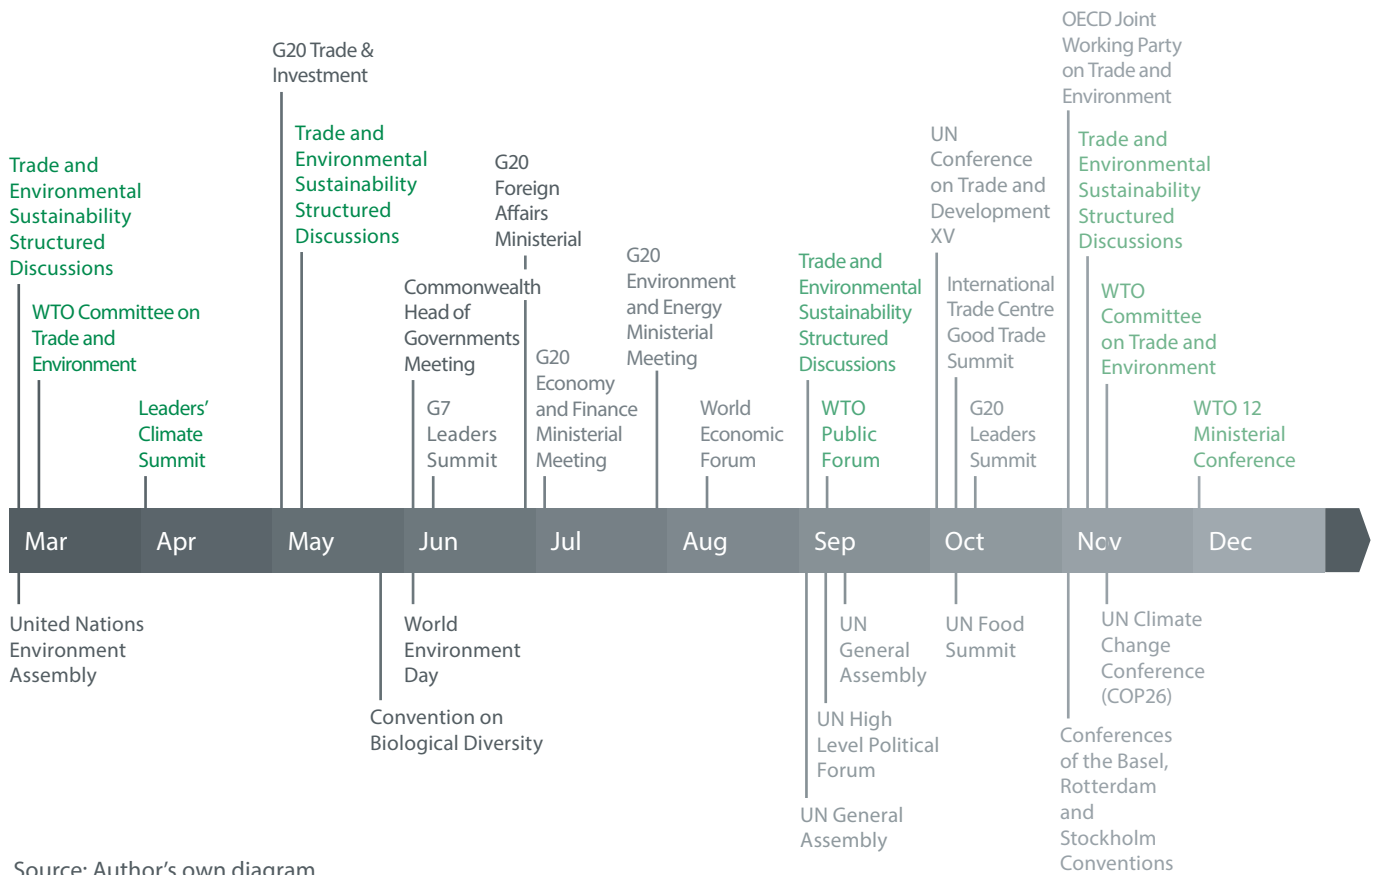 OECD Joint
Working Party
on Trade and
Environment
G20 Trade &
Investment
Trade and
Environmental
Sustainability
Structured
Discussions
Trade and
Environmental
Sustainability
Structured
Discussions
G20
Foreign
Affairs
Ministerial
UN
Conference
on Trade and
Development
XV
Trade and
Environmental
Sustainability
Structured
Discussions
WTO Committee on
Trade and
Environment
Commonwealth
Head of
Governments
Meeting
G20
Environment
and Energy
Ministerial
Meeting
Trade and
Environmental
Sustainability
Structured
Discussions
International
Trade Centre
Good Trade
Summit
WTO
Committee
on Trade and
Environment
Leaders’
Climate
Summit
G7
Leaders
Summit
G20
Economy
and Finance
Ministerial
Meeting
World
Economic
Forum
WTO
Public
Forum
G20
Leaders
Summit
WTO 12
Ministerial
Conference
Mar Apr May Jun Jul Aug Sep Oct Nov Dec
United Nations
Environment
Assembly
World
Environment
Day
Convention on
Biological Diversity
UN
General
Assembly
UN High
Level Political
Forum
UN General
Assembly
UN Food
Summit
UN Climate
Change
Conference
(COP26)
Conferences
of the Basel,
Rotterdam
and
Stockholm
Conventions
Source: Author’s own diagram